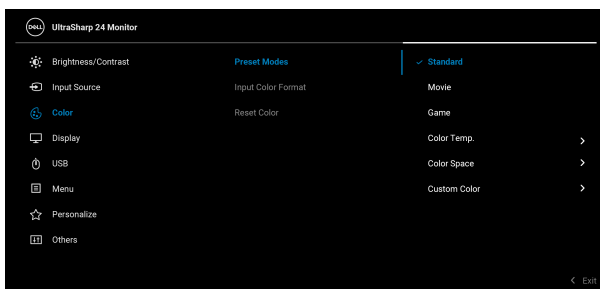 DELL UltraSharp 24 Monitor
Brightness/Contrast Preset Modes Standard
Input Source Input Color Format Movie
Color Reset Color Game
Display Color Temp.
USB Color Space
Menu Custom Color
Personalize
Others
Exit